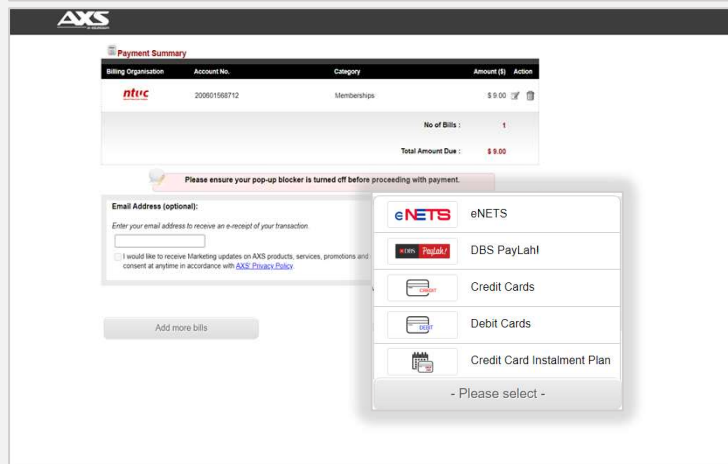 AXS
Payment Summary
Billing Organisation Account No. Category Amount ($) Action
ntuc 200601568712 Memberships $ 9.00
No of Bills : 1
Total Amount Due : $ 9.00
Please ensure your pop-up blocker is turned off before proceeding with payment.
Email Address (optional):
Enter your email address to receive an e-receipt of your transaction.
I would like to receive Marketing updates on AXS products, services, promotions and
consent at anytime in accordance with AXS' Privacy Policy.
eNETS eNETS
DBS PayLah! DBS PayLah!
CREDIT Credit Cards
DEBIT Debit Cards
Credit Card Instalment Plan
- Please select -
Add more bills